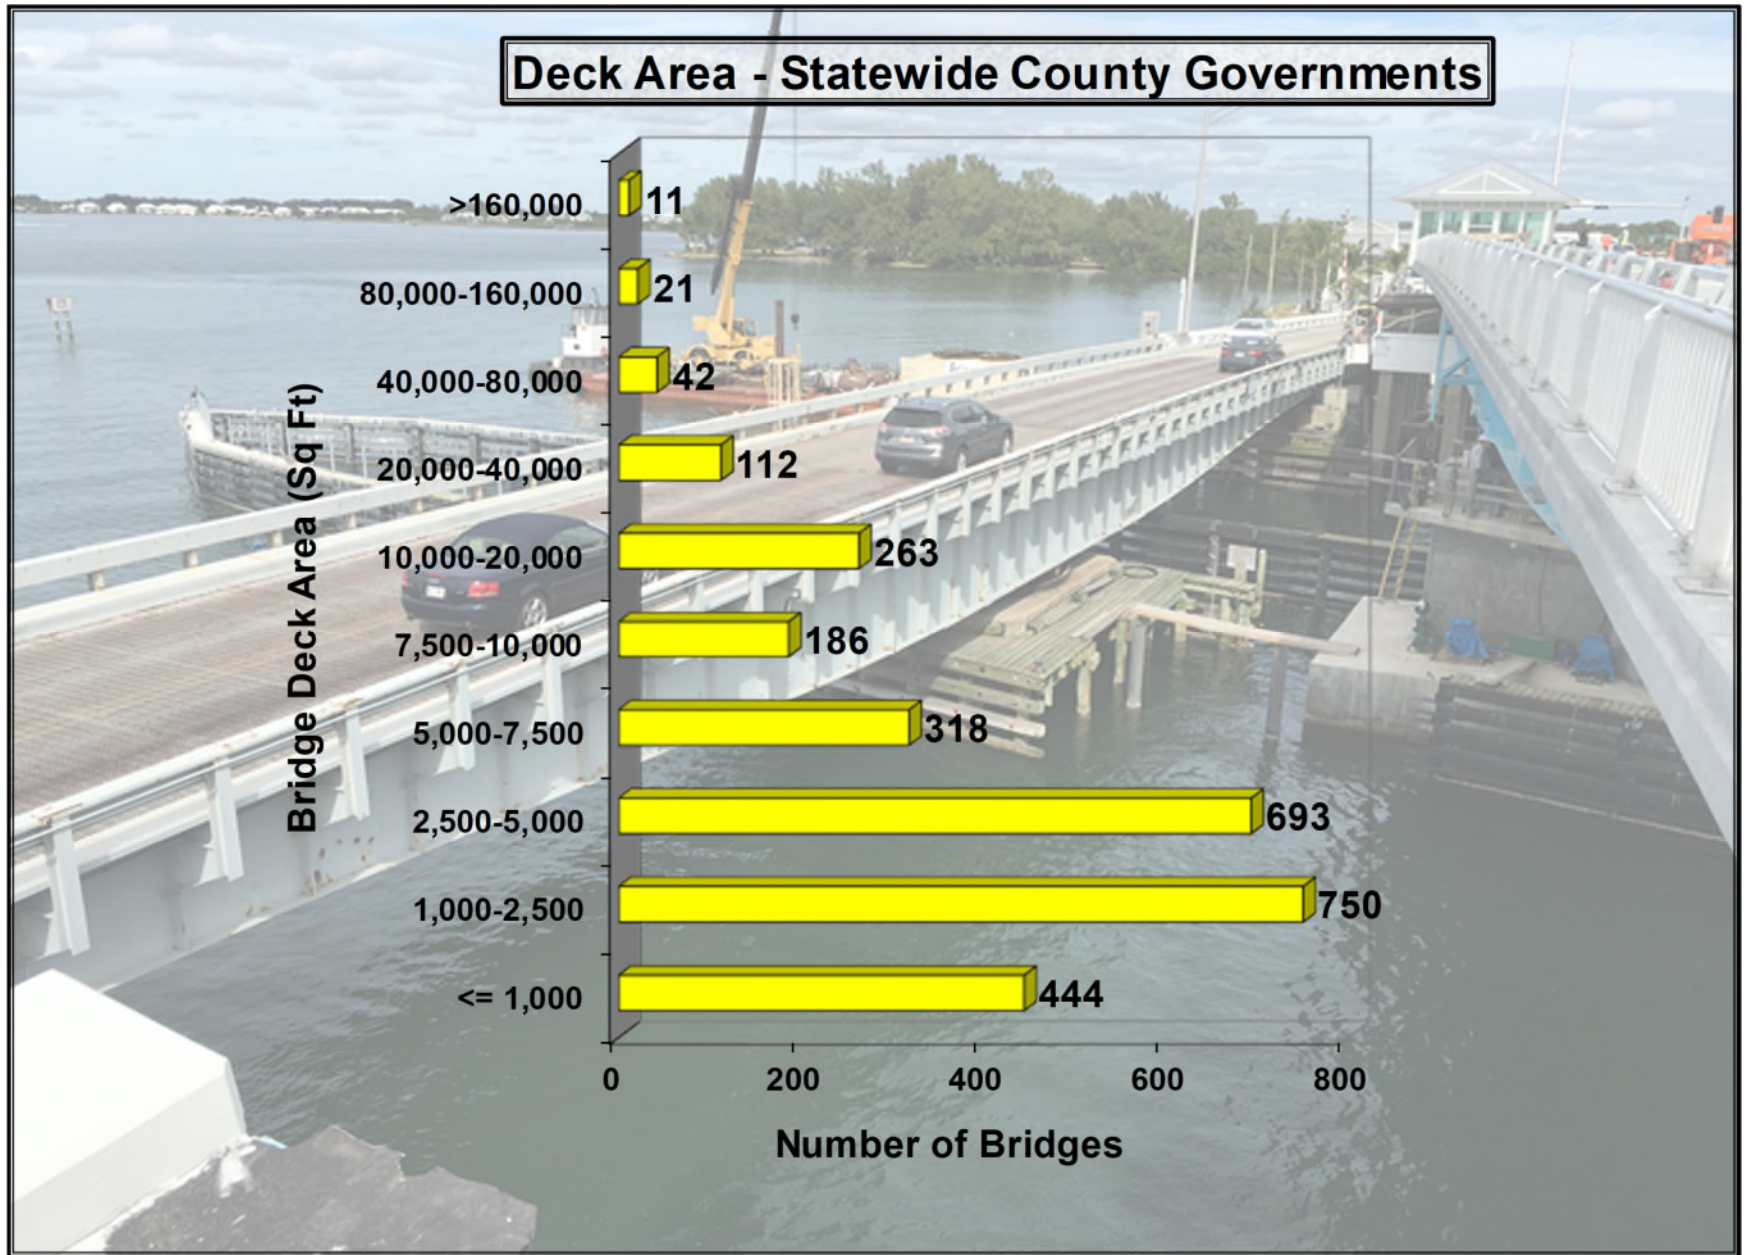 Deck Area - Statewide County Governments
Bridge Deck Area (Sq Ft)
>160,000 11
80,000-160,000 21
40,000-80,000 42
20,000-40,000 112
10,000-20,000 263
7,500-10,000 186
5,000-7,500 318
2,500-5,000 693
1,000-2,500 750
<= 1,000 444
0 200 400 600 800
Number of Bridges